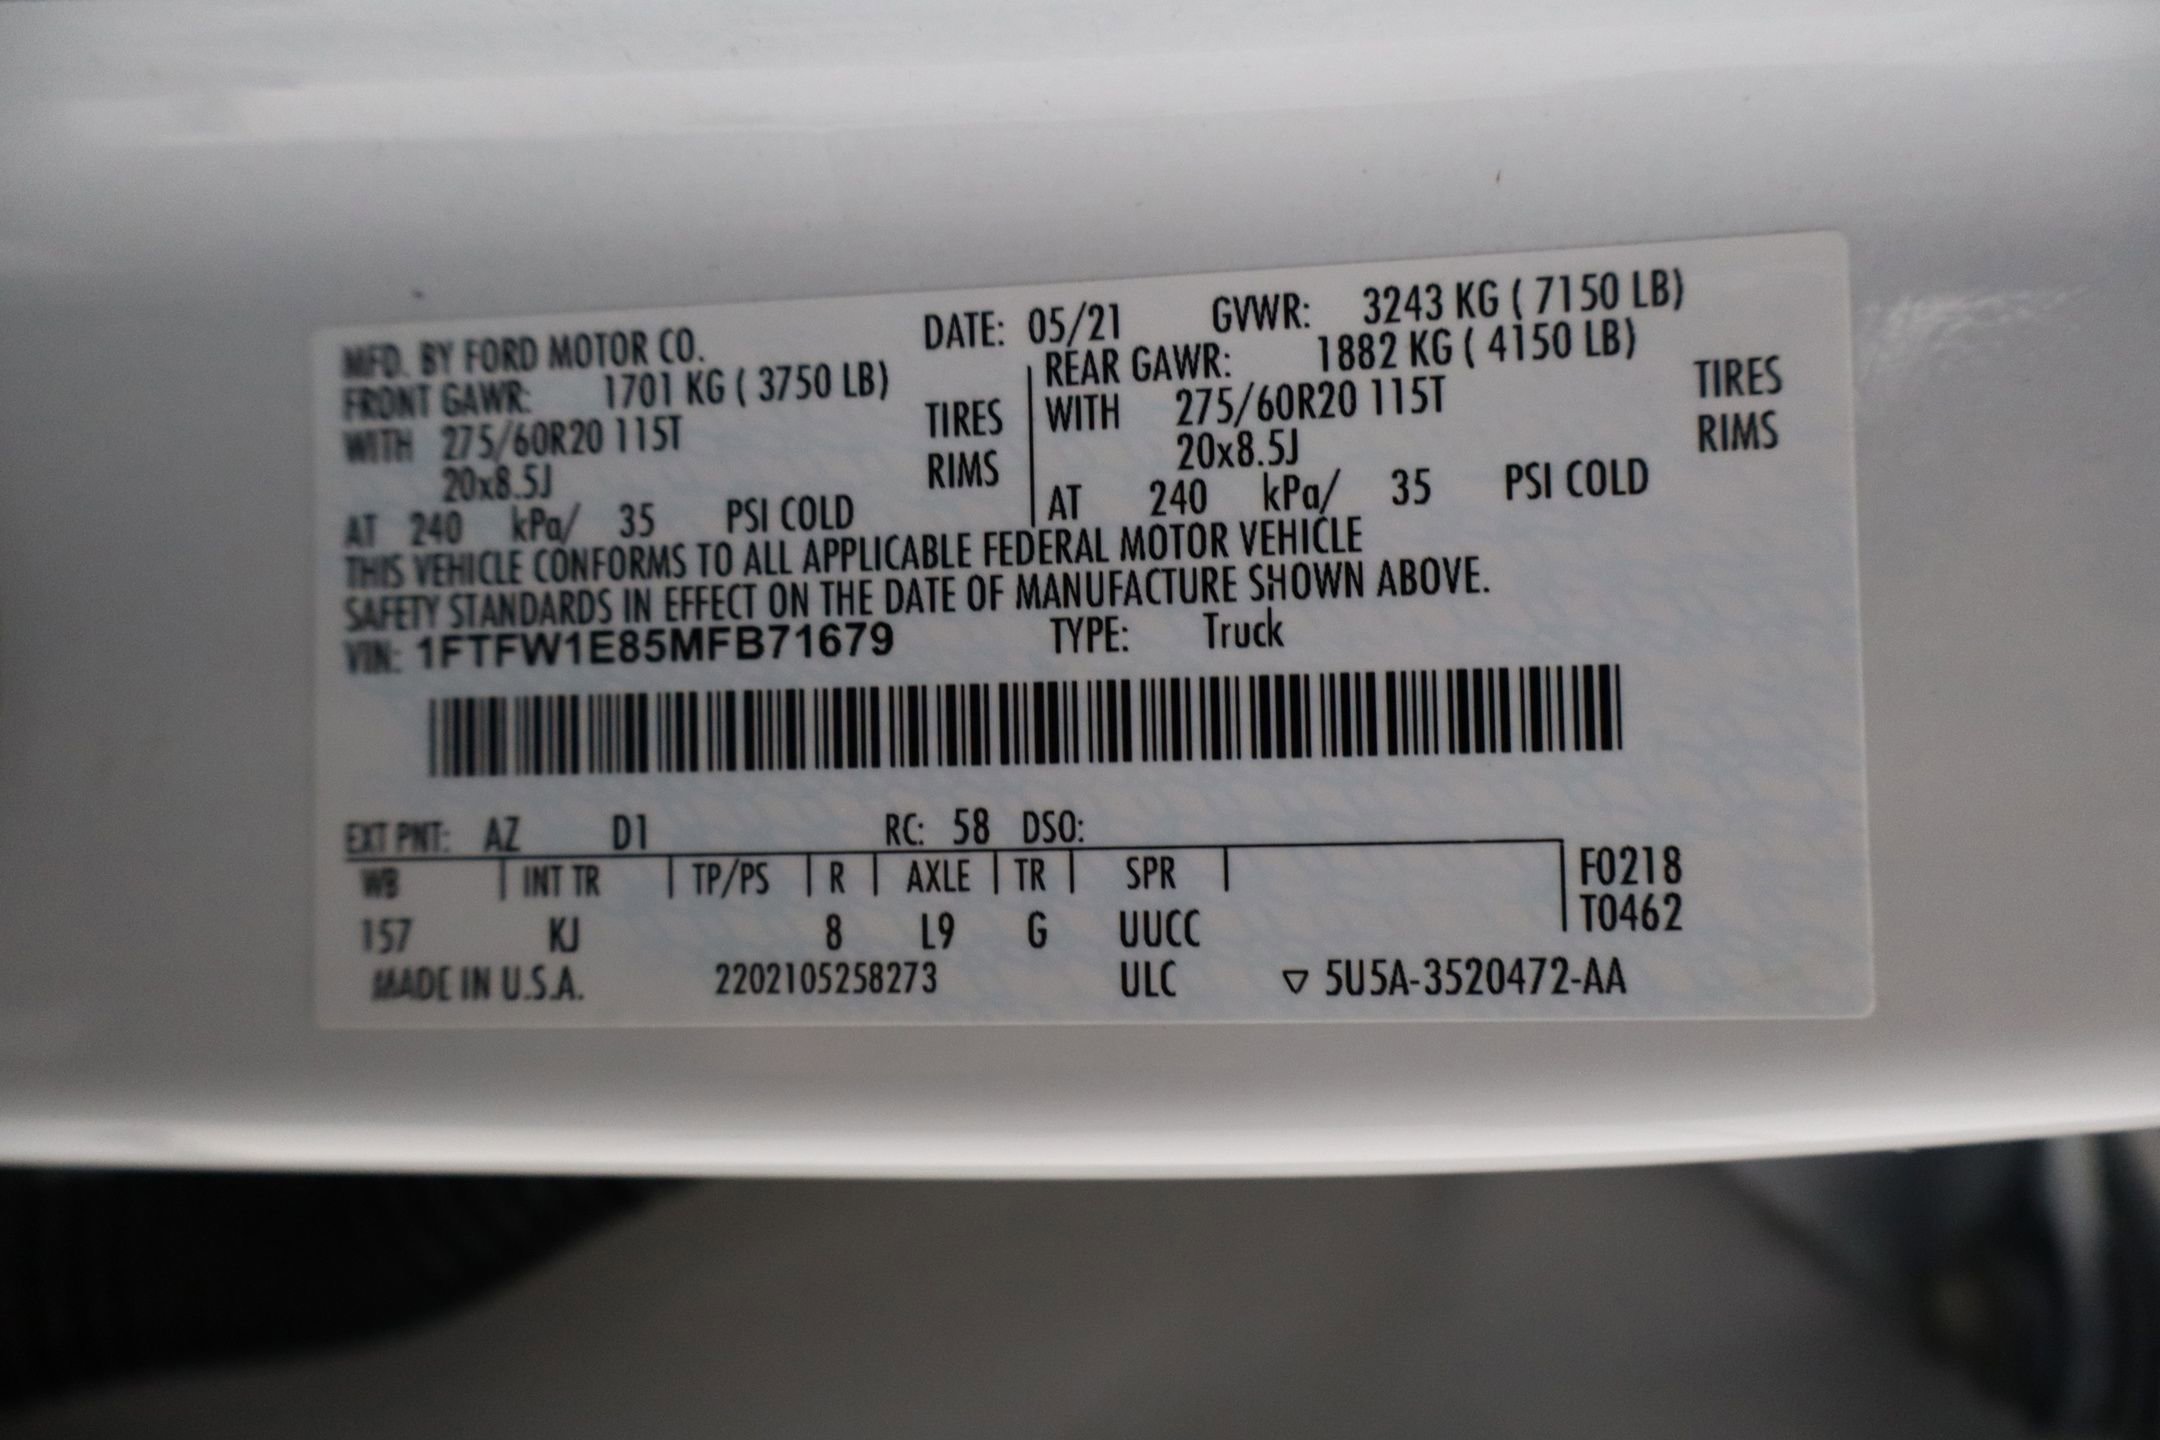 MFD. BY FORD MOTOR CO. DATE: 05/21 GVWR: 3243 KG ( 7150 LB)
FRONT GAWR: 1701 KG ( 3750 LB) REAR GAWR: 1882 KG ( 4150 LB)
WITH 275/60R20 115T TIRES WITH 275/60R20 115T TIRES
20x8.5J RIMS 20x8.5J RIMS
AT 240 kPa/ 35 PSI COLD AT 240 kPa/ 35 PSI COLD
THIS VEHICLE CONFORMS TO ALL APPLICABLE FEDERAL MOTOR VEHICLE
SAFETY STANDARDS IN EFFECT ON THE DATE OF MANUFACTURE SHOWN ABOVE.
VIN: 1FTFW1E85MFB71679 TYPE: Truck
EXT PNT: AZ D1 RC: 58 DSO:
WB INT TR TP/PS R AXLE TR SPR F0218
157 KJ 8 L9 G UUCC T0462
MADE IN U.S.A. 2202105258273 ULC ▽ 5U5A-3520472-AA